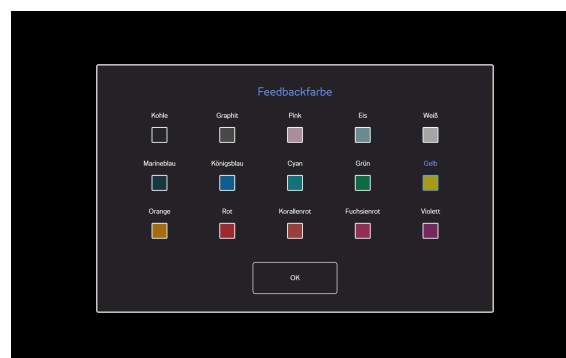 Feedbackfarbe
Kohle Graphit Pink Eis Weiß
Marineblau Königsblau Cyan Grün Gelb
Orange Rot Korallenrot Fuchsienrot Violett
OK